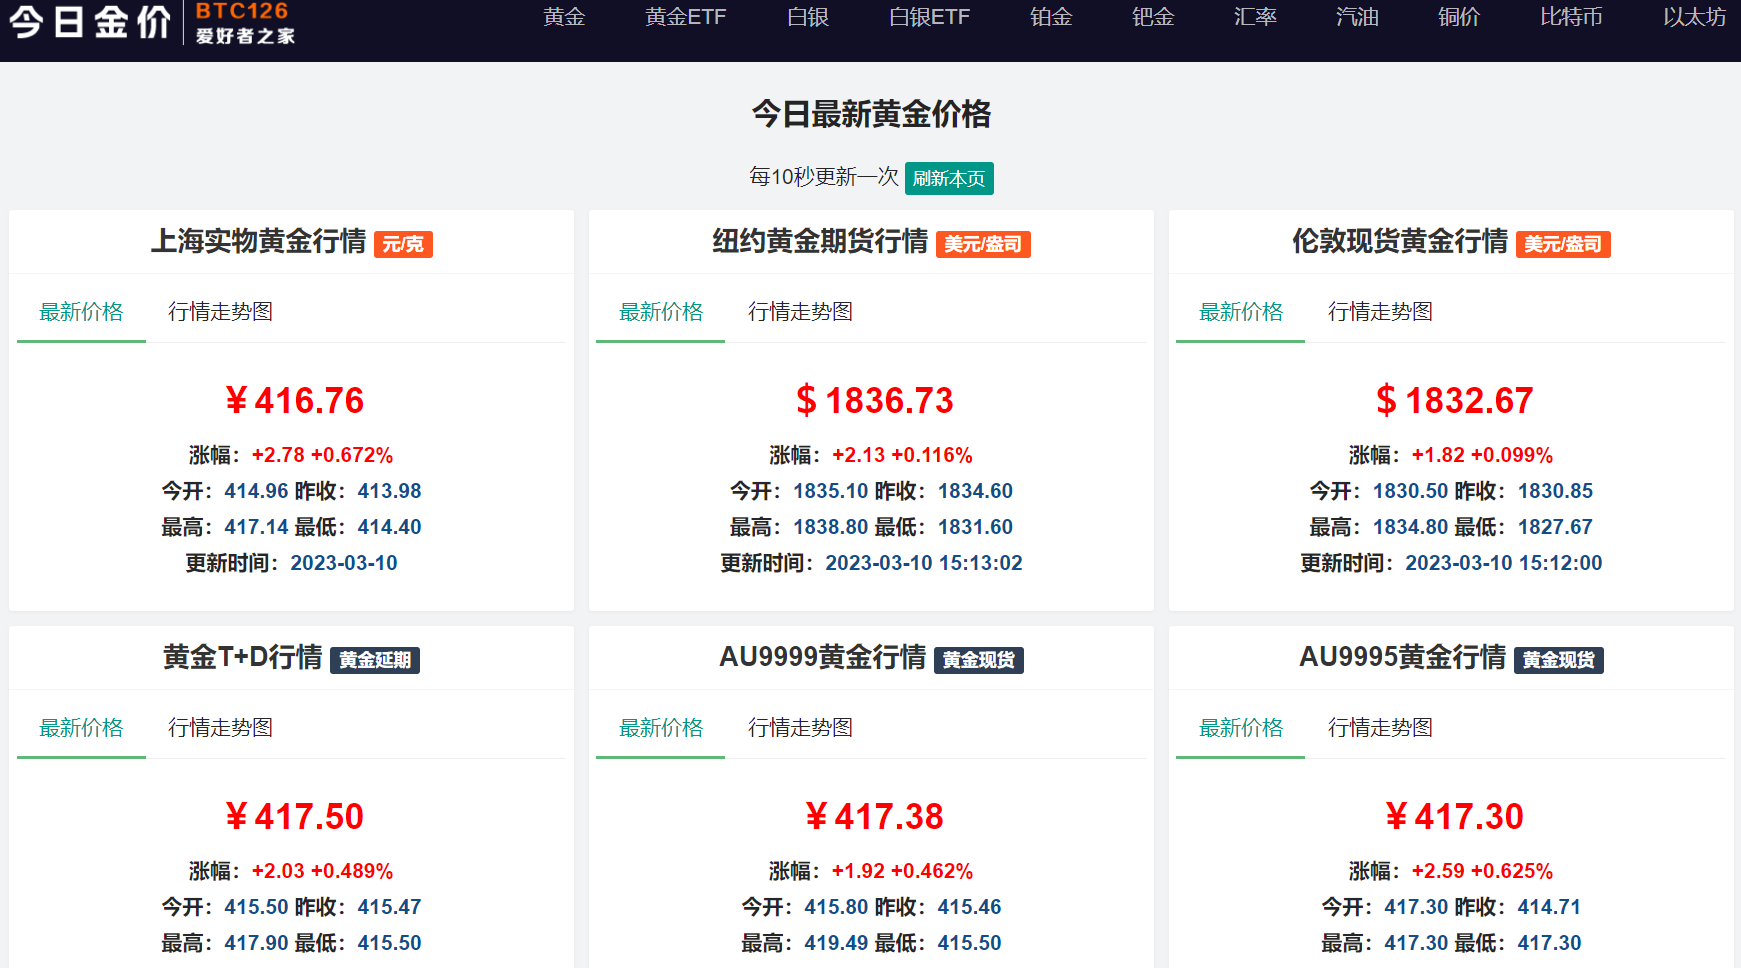 今日金价 BTC126
爱好者之家
黄金 黄金ETF 白银 白银ETF 铂金 钯金 汇率 汽油 铜价 比特币 以太坊
今日最新黄金价格
每10秒更新一次 刷新本页
上海实物黄金行情 元/克
最新价格 行情走势图
¥ 416.76
涨幅：+2.78 +0.672%
今开：414.96 昨收：413.98
最高：417.14 最低：414.40
更新时间：2023-03-10
纽约黄金期货行情 美元/盎司
最新价格 行情走势图
$ 1836.73
涨幅：+2.13 +0.116%
今开：1835.10 昨收：1834.60
最高：1838.80 最低：1831.60
更新时间：2023-03-10 15:13:02
伦敦现货黄金行情 美元/盎司
最新价格 行情走势图
$ 1832.67
涨幅：+1.82 +0.099%
今开：1830.50 昨收：1830.85
最高：1834.80 最低：1827.67
更新时间：2023-03-10 15:12:00
黄金T+D行情 黄金延期
最新价格 行情走势图
¥ 417.50
涨幅：+2.03 +0.489%
今开：415.50 昨收：415.47
最高：417.90 最低：415.50
AU9999黄金行情 黄金现货
最新价格 行情走势图
¥ 417.38
涨幅：+1.92 +0.462%
今开：415.80 昨收：415.46
最高：419.49 最低：415.50
AU9995黄金行情 黄金现货
最新价格 行情走势图
¥ 417.30
涨幅：+2.59 +0.625%
今开：417.30 昨收：414.71
最高：417.30 最低：417.30